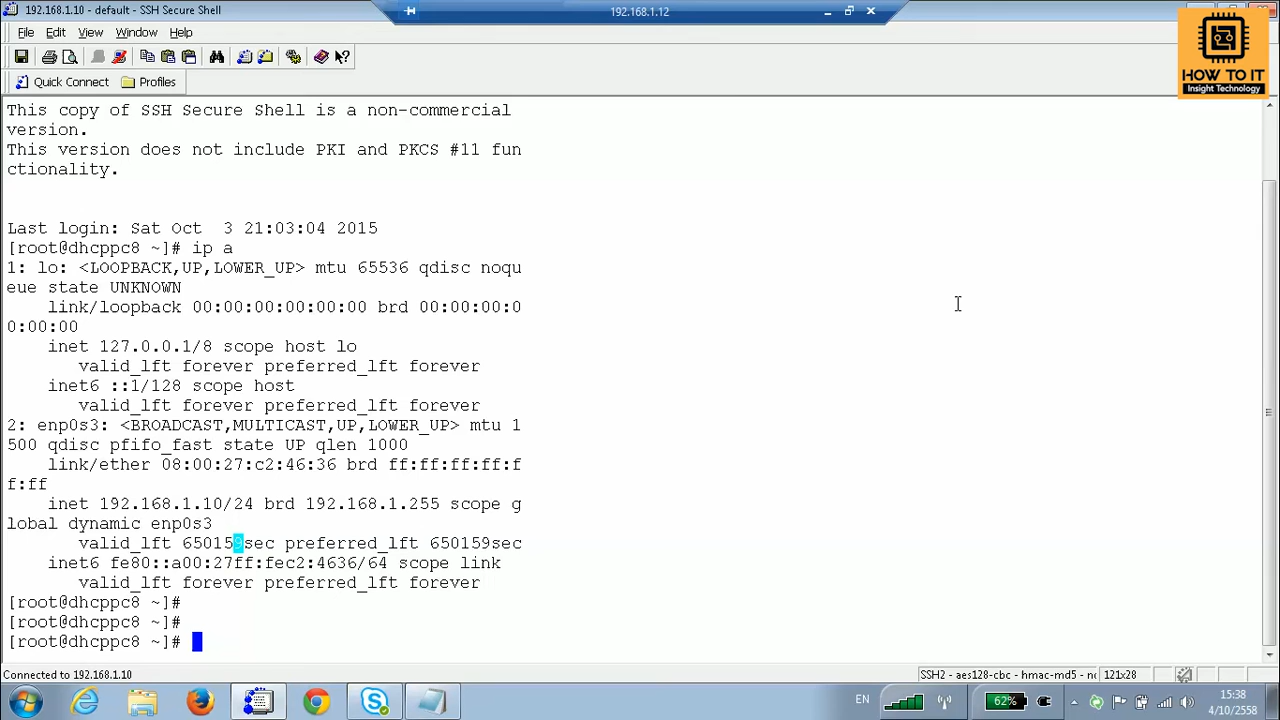 192.168.1.10 - default - SSH Secure Shell
192.168.1.12
File Edit View Window Help
HOW TO IT
Insight Technology
Quick Connect Profiles
This copy of SSH Secure Shell is a non-commercial
version.
This version does not include PKI and PKCS #11 fun
ctionality.
Last login: Sat Oct  3 21:03:04 2015
[root@dhcppc8 ~]# ip a
1: lo: <LOOPBACK,UP,LOWER_UP> mtu 65536 qdisc noqu
eue state UNKNOWN
link/loopback 00:00:00:00:00:00 brd 00:00:00:0
0:00:00
inet 127.0.0.1/8 scope host lo
valid_lft forever preferred_lft forever
inet6 ::1/128 scope host
valid_lft forever preferred_lft forever
2: enp0s3: <BROADCAST,MULTICAST,UP,LOWER_UP> mtu 1
500 qdisc pfifo_fast state UP qlen 1000
link/ether 08:00:27:c2:46:36 brd ff:ff:ff:ff:f
f:ff
inet 192.168.1.10/24 brd 192.168.1.255 scope g
lobal dynamic enp0s3
valid_lft 650159sec preferred_lft 650159sec
inet6 fe80::a00:27ff:fec2:4636/64 scope link
valid_lft forever preferred_lft forever
[root@dhcppc8 ~]#
[root@dhcppc8 ~]#
[root@dhcppc8 ~]#
Connected to 192.168.1.10
SSH2 - aes128-cbc - hmac-md5 - 121x28
EN
62%
15:38
4/10/2558